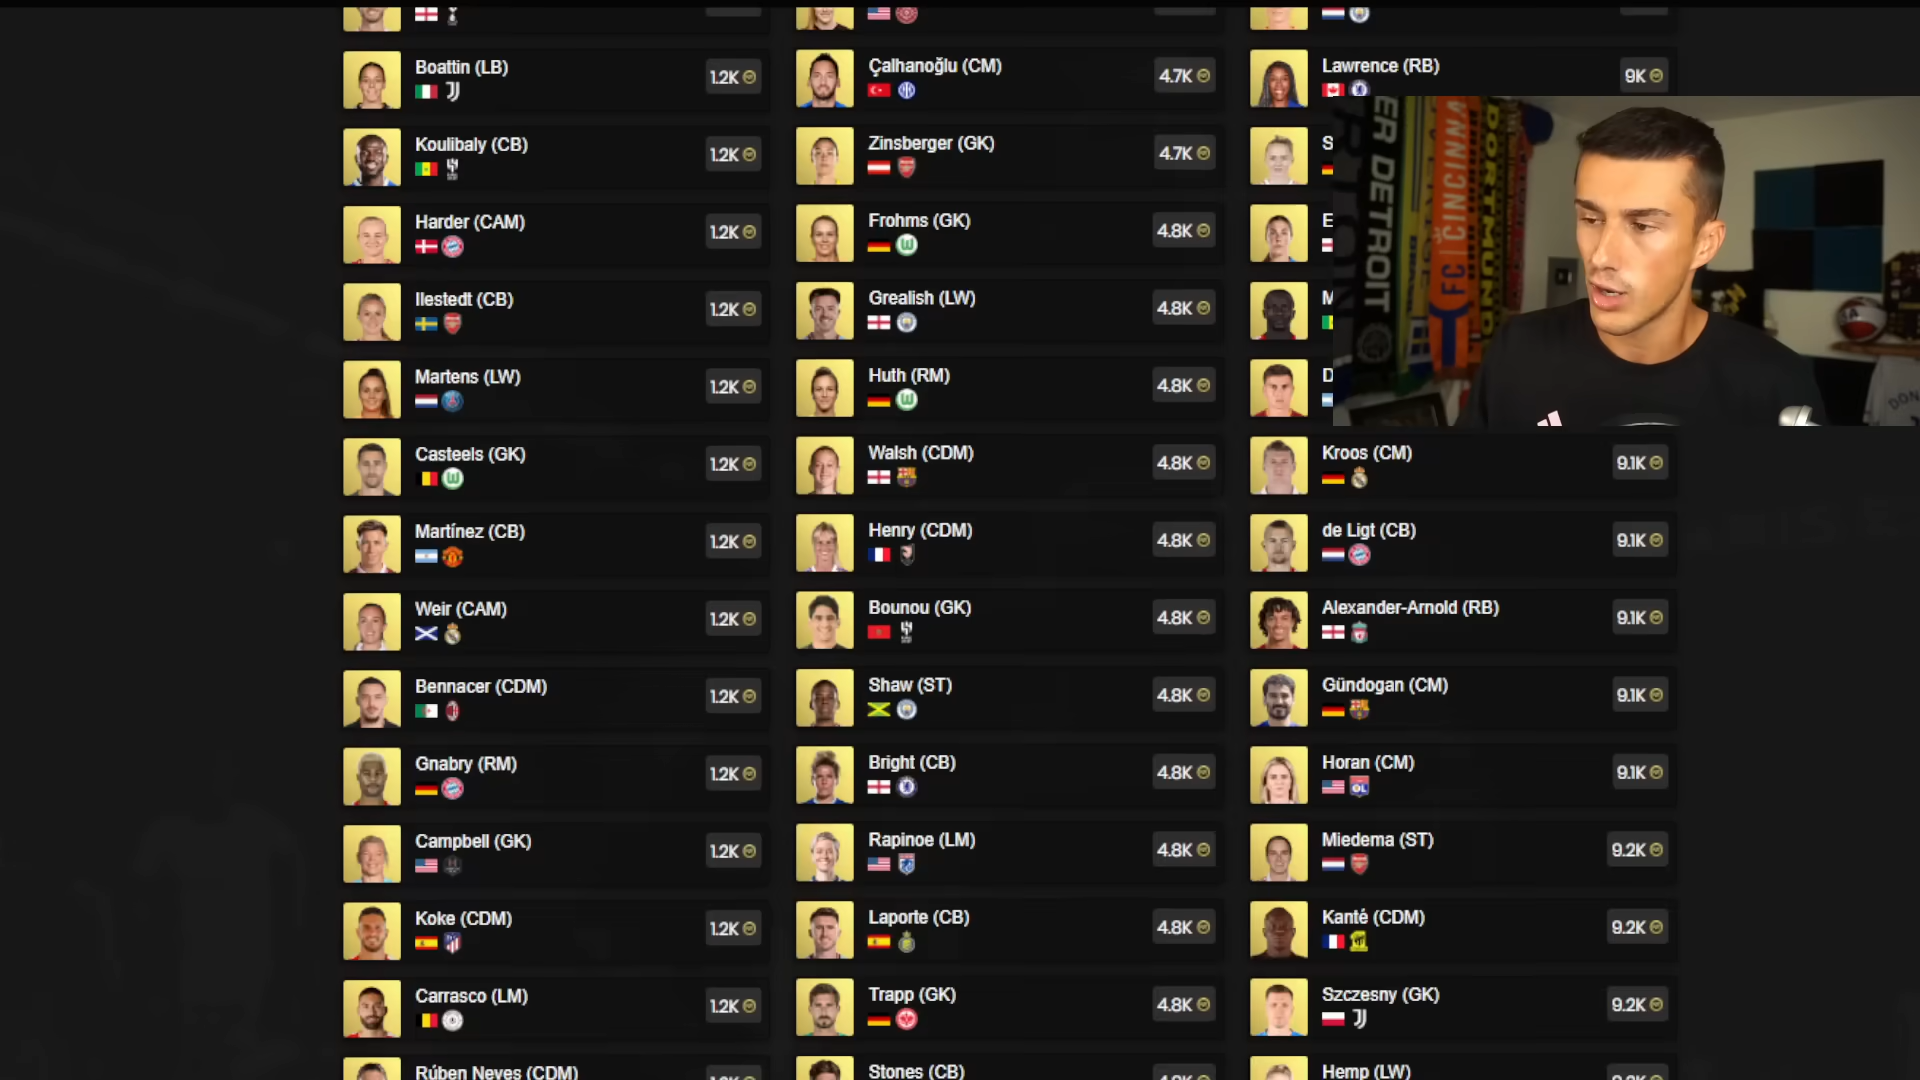 Boattin (LB)
1.2K
Koulibaly (CB)
1.2K
Harder (CAM)
1.2K
Ilestedt (CB)
1.2K
Martens (LW)
1.2K
Casteels (GK)
1.2K
Martínez (CB)
1.2K
Weir (CAM)
1.2K
Bennacer (CDM)
1.2K
Gnabry (RM)
1.2K
Campbell (GK)
1.2K
Koke (CDM)
1.2K
Carrasco (LM)
1.2K
Rúben Neves (CDM)
Çalhanoğlu (CM)
4.7K
Zinsberger (GK)
4.7K
Frohms (GK)
4.8K
Grealish (LW)
4.8K
Huth (RM)
4.8K
Walsh (CDM)
4.8K
Henry (CDM)
4.8K
Bounou (GK)
4.8K
Shaw (ST)
4.8K
Bright (CB)
4.8K
Rapinoe (LM)
4.8K
Laporte (CB)
4.8K
Trapp (GK)
4.8K
Stones (CB)
Lawrence (RB)
9K
S
E
M
D
Kroos (CM)
9.1K
de Ligt (CB)
9.1K
Alexander-Arnold (RB)
9.1K
Gündogan (CM)
9.1K
Horan (CM)
9.1K
Miedema (ST)
9.2K
Kanté (CDM)
9.2K
Szczesny (GK)
9.2K
Hemp (LW)
ER DETROIT
FC CINCINNA
DORTMUND